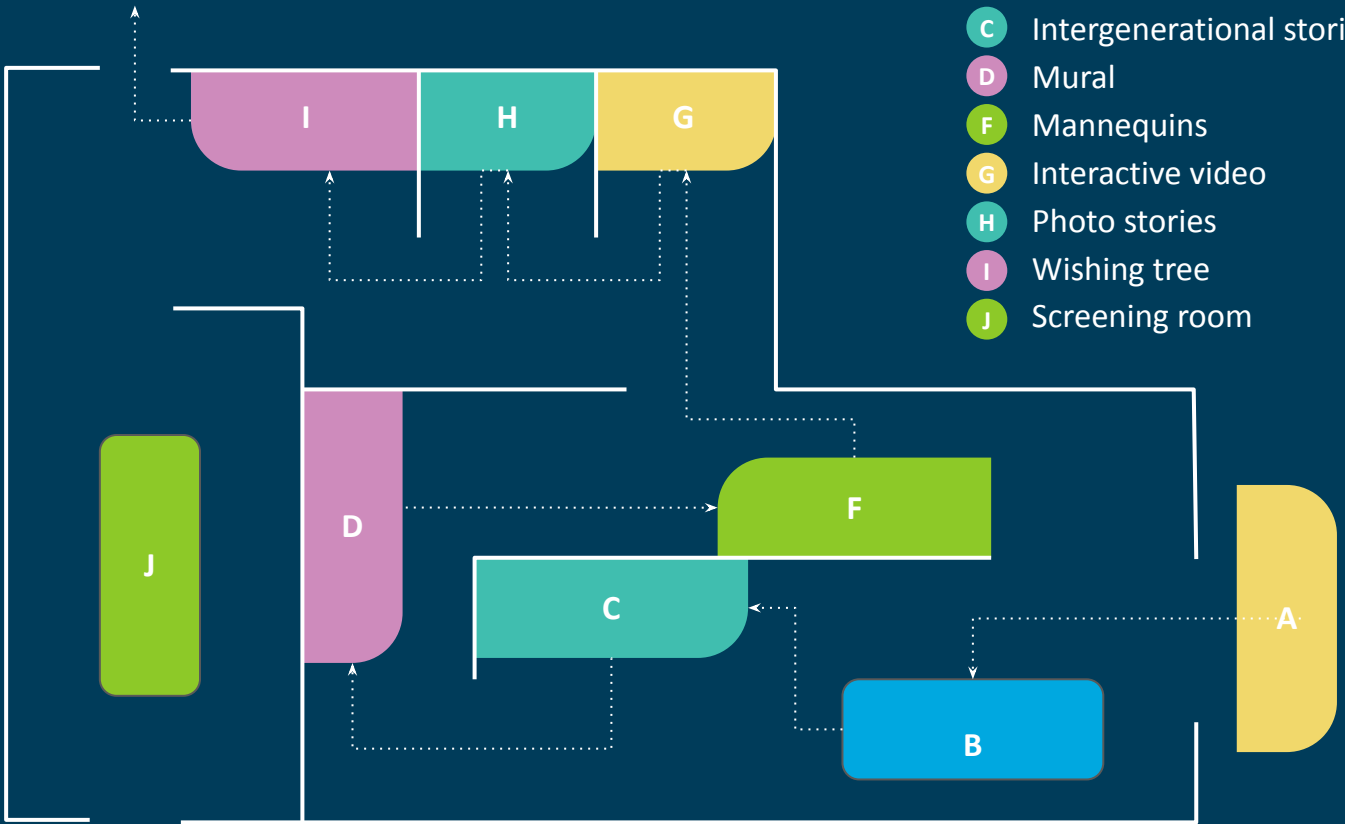 C Intergenerational stori
D Mural
F Mannequins
G Interactive video
H Photo stories
I Wishing tree
J Screening room
I
H
G
F
D
J
C
A
B